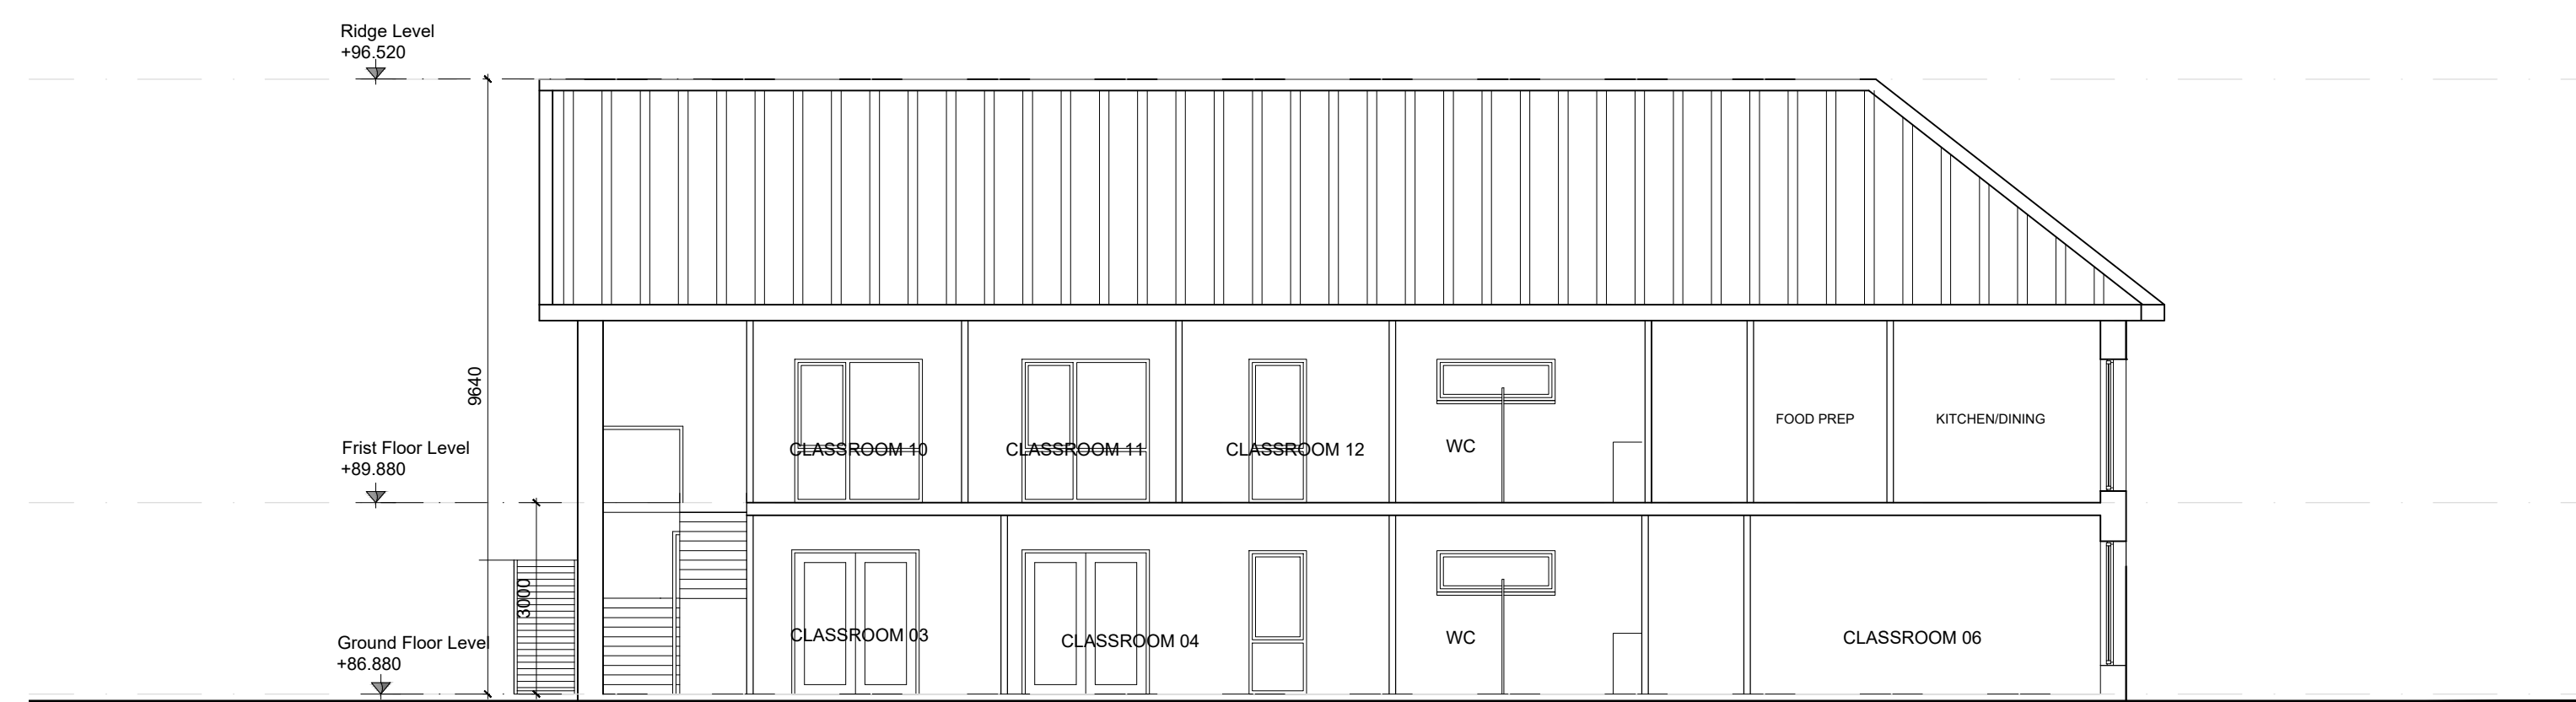 Ridge Level
+96.520
9640
Frist Floor Level
+89.880
3000
Ground Floor Level
+86.880
CLASSROOM 10
CLASSROOM 11
CLASSROOM 12
WC
FOOD PREP
KITCHEN/DINING
CLASSROOM 03
CLASSROOM 04
WC
CLASSROOM 06